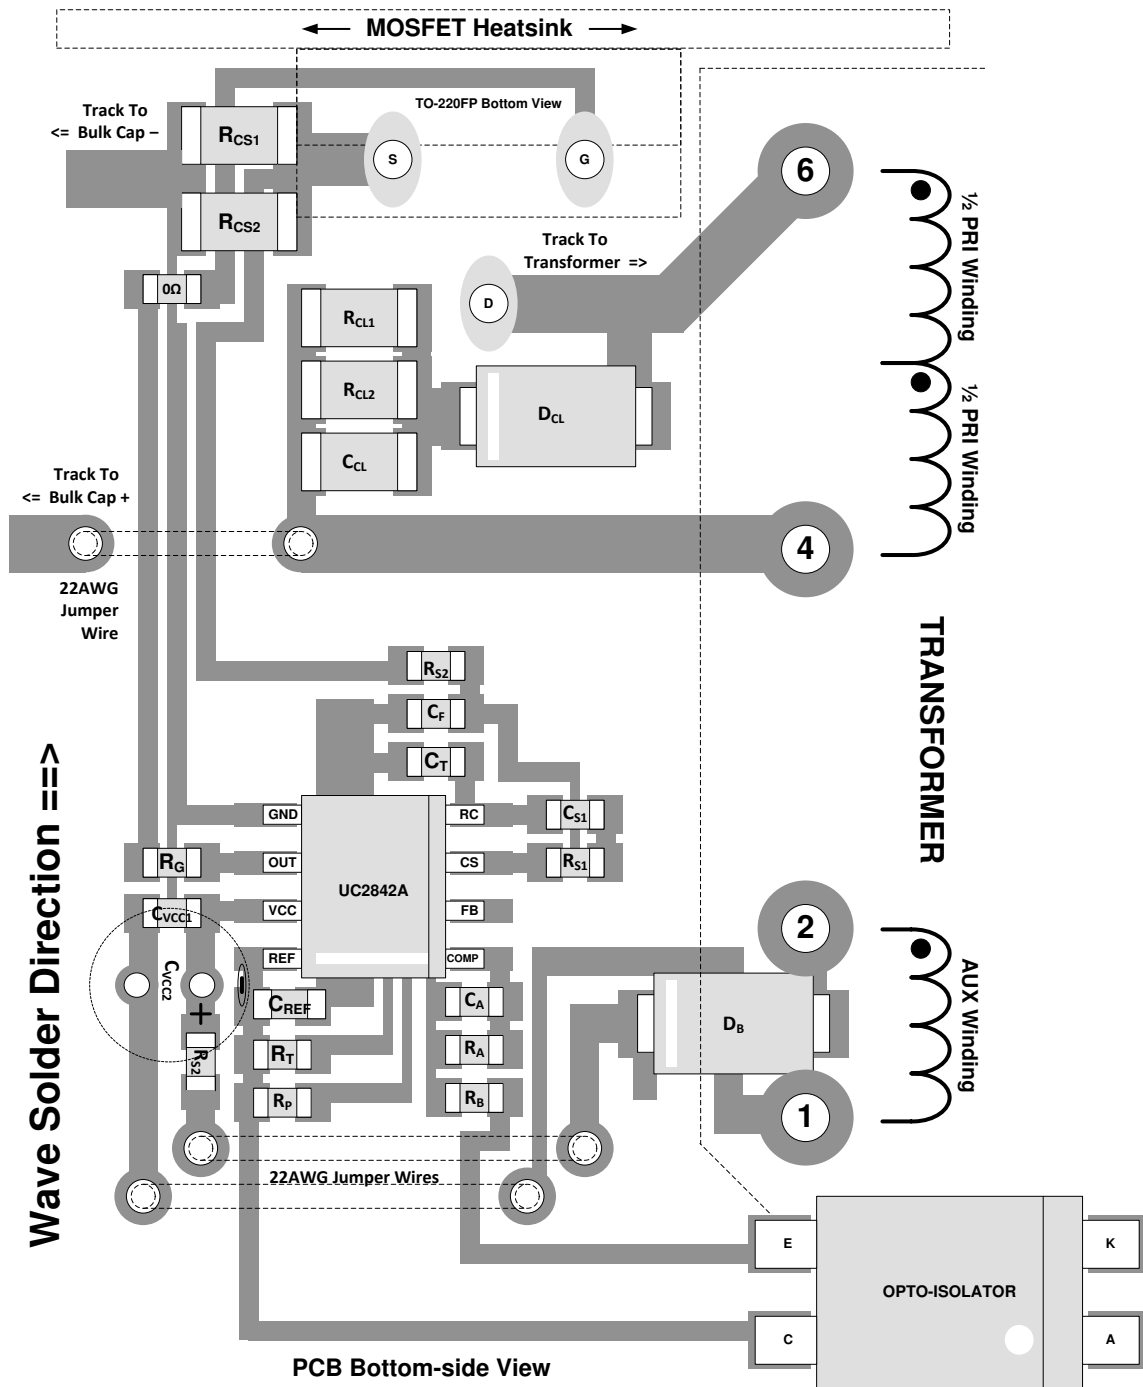 MOSFET Heatsink
TO-220FP Bottom View
Track To
<= Bulk Cap –
RCS1
S
G
6
RCS2
½ PRI Winding
Track To
Transformer =>
0Ω
D
RCL1
RCL2
DCL
½ PRI Winding
CCL
Track To
<= Bulk Cap +
4
22AWG
Jumper
Wire
TRANSFORMER
RS2
CF
CT
Wave Solder Direction ==>
GND
RC
CS1
RG
OUT
CS
RS1
UC2842A
CVCC1
VCC
FB
2
REF
COMP
CVCC2
+
AUX Winding
CREF
CA
DB
RS2
RT
RA
RP
RB
1
22AWG Jumper Wires
E
K
OPTO-ISOLATOR
C
A
PCB Bottom-side View